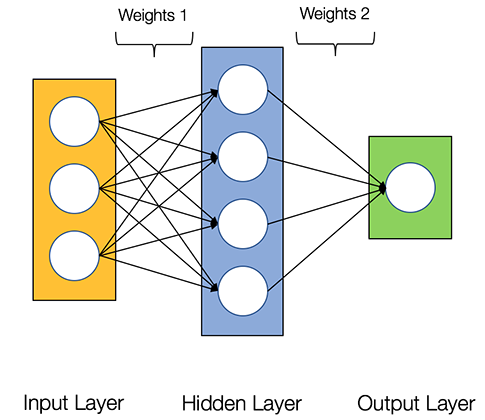 Weights 1
Weights 2
Input Layer
Hidden Layer
Output Layer